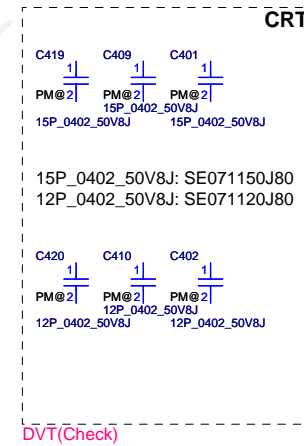 CRT
C419 C409 C401
1 1 1
PM@ 2 PM@ 2 PM@ 2
15P_0402_50V8J
15P_0402_50V8J 15P_0402_50V8J
15P_0402_50V8J: SE071150J80
12P_0402_50V8J: SE071120J80
C420 C410 C402
1 1 1
PM@ 2 PM@ 2 PM@ 2
12P_0402_50V8J
12P_0402_50V8J 12P_0402_50V8J
DVT(Check)